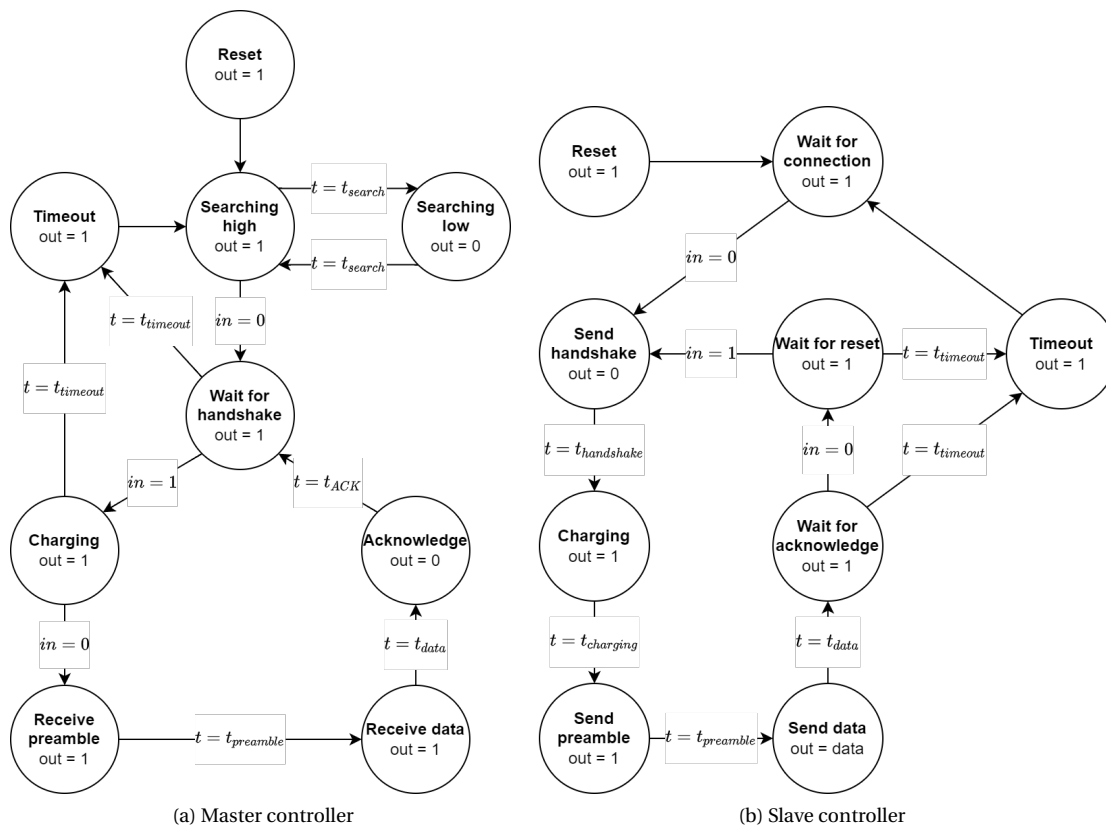 Reset
out = 1
Timeout
out = 1
Searching
high
out = 1
t = t_search
t = t_search
Searching
low
out = 0
t = t_timeout
in = 0
t = t_timeout
Wait for
handshake
out = 1
in = 1
t = t_ACK
Charging
out = 1
Acknowledge
out = 0
in = 0
t = t_data
Receive
preamble
out = 1
t = t_preamble
Receive data
out = 1
(a) Master controller
Reset
out = 1
Wait for
connection
out = 1
in = 0
Send
handshake
out = 0
in = 1
Wait for reset
out = 1
t = t_timeout
Timeout
out = 1
t = t_handshake
in = 0
t = t_timeout
Charging
out = 1
Wait for
acknowledge
out = 1
t = t_charging
t = t_data
Send
preamble
out = 1
t = t_preamble
Send data
out = data
(b) Slave controller